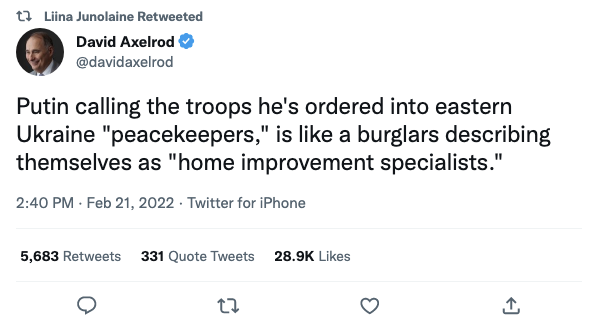 Liina Junolaine Retweeted
David Axelrod
@davidaxelrod
Putin calling the troops he's ordered into eastern
Ukraine "peacekeepers," is like a burglars describing
themselves as "home improvement specialists."
2:40 PM · Feb 21, 2022 · Twitter for iPhone
5,683 Retweets 331 Quote Tweets 28.9K Likes